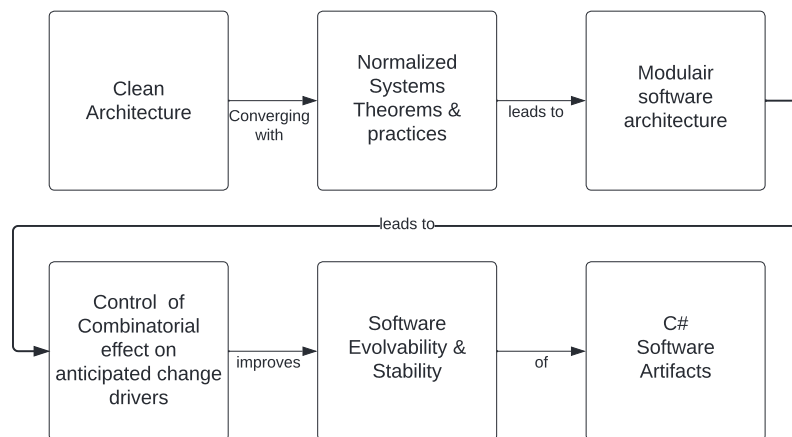 Clean
Architecture
Converging
with
Normalized
Systems
Theorems &
practices
leads to
Modulair
software
architecture
leads to
Control of
Combinatorial
effect on
anticipated change
drivers
improves
Software
Evolvability &
Stability
of
C#
Software
Artifacts